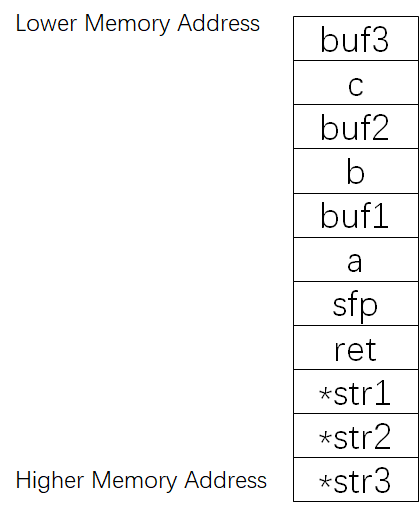 Lower Memory Address
buf3
c
buf2
b
buf1
a
sfp
ret
*str1
*str2
Higher Memory Address
*str3